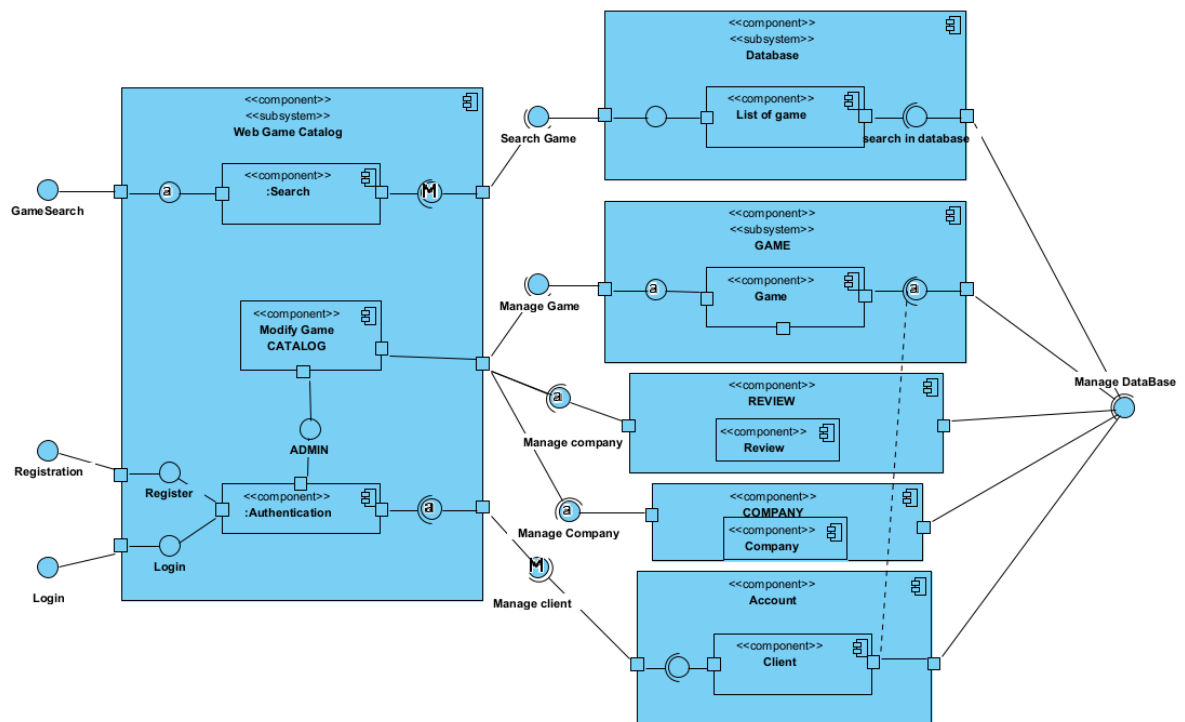 <<component>>
<<subsystem>>
Web Game Catalog
<<component>>
:Search
a
M
GameSearch
<<component>>
Modify Game
CATALOG
ADMIN
Registration
Register
<<component>>
:Authentication
a
Login
Login
Search Game
Manage Game
a
Manage company
a
Manage Company
M
Manage client
<<component>>
<<subsystem>>
Database
<<component>>
List of game
search in database
<<component>>
<<subsystem>>
GAME
a
<<component>>
Game
a
<<component>>
REVIEW
<<component>>
Review
<<component>>
COMPANY
<<component>>
Company
<<component>>
Account
<<component>>
Client
Manage DataBase